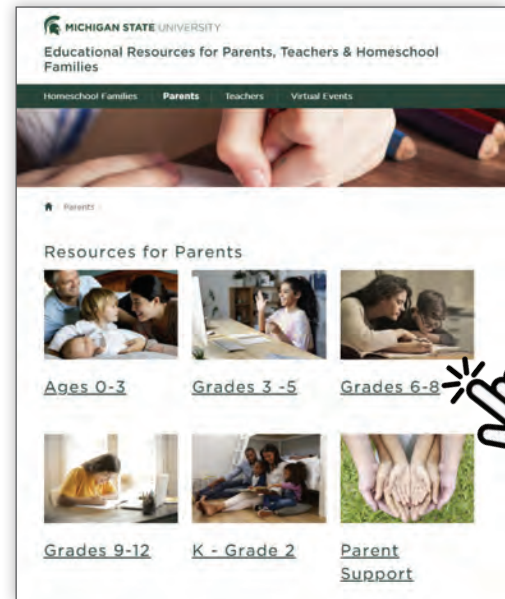 MICHIGAN STATE UNIVERSITY
Educational Resources for Parents, Teachers & Homeschool
Families
Homeschool Families Parents Teachers Virtual Events
Parents
Resources for Parents
Ages 0-3 Grades 3 -5 Grades 6-8
Grades 9-12 K - Grade 2 Parent
Support